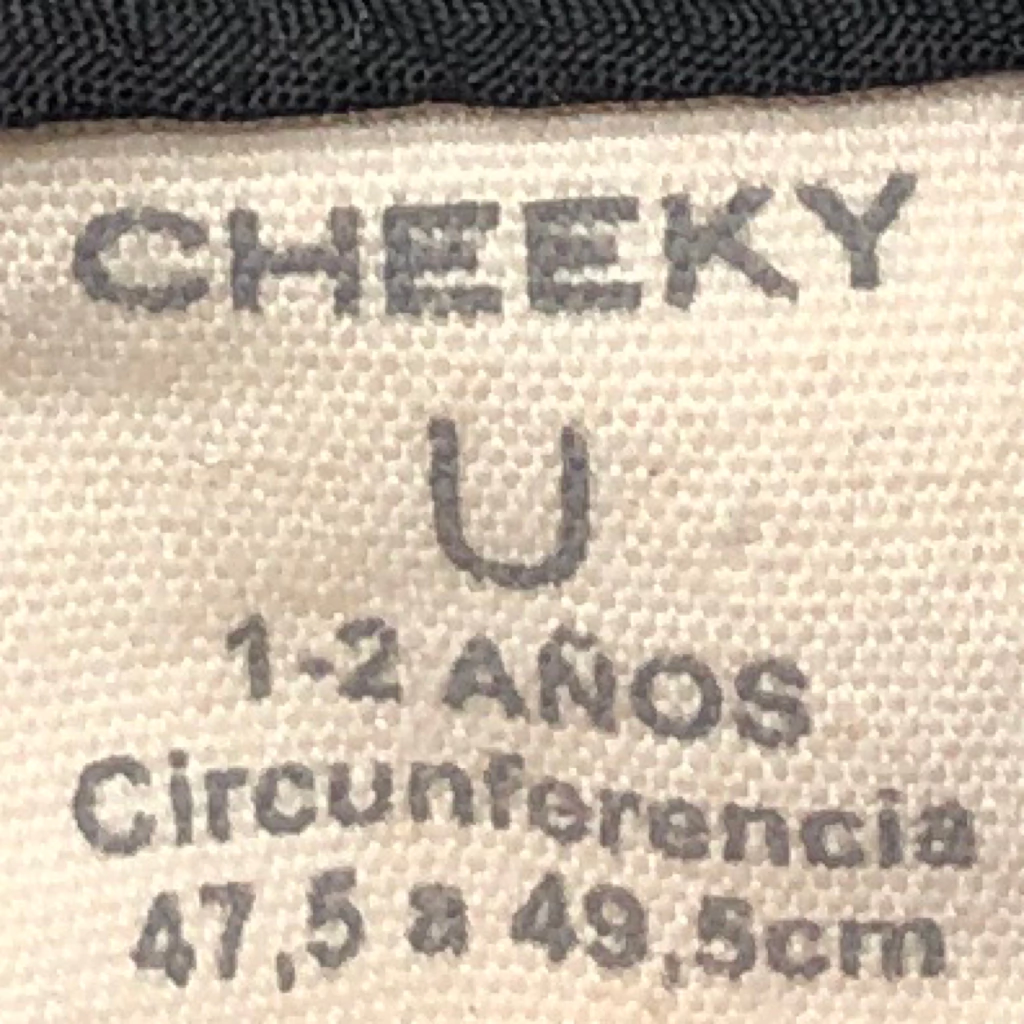 CHEEKY
U
1-2 AÑOS
Circunferencia
47,5 a 49,5cm